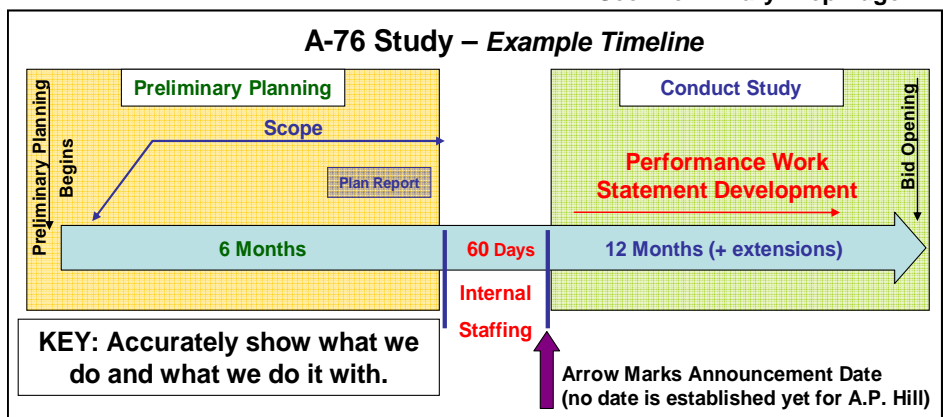 A-76 Study – Example Timeline
Preliminary Planning
Conduct Study
Preliminary Planning
Begins
Scope
Plan Report
Performance Work
Statement Development
Bid Opening
6 Months
60 Days
12 Months (+ extensions)
Internal
Staffing
KEY: Accurately show what we
do and what we do it with.
Arrow Marks Announcement Date
(no date is established yet for A.P. Hill)